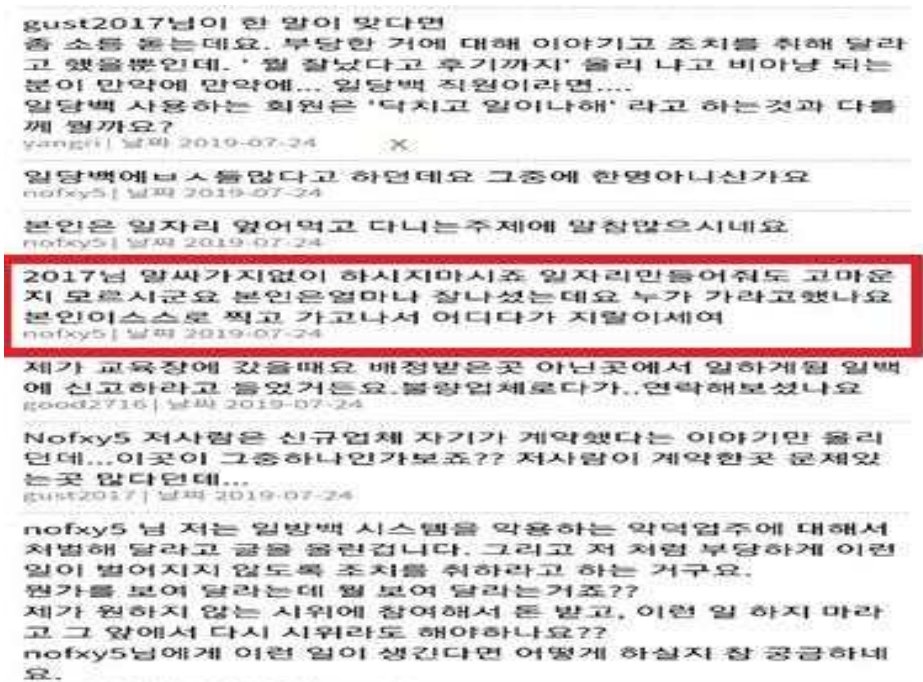 gust2017님이 한 말이 맞다면
좀 소름 돋는데요. 부당한 거에 대해 이야기고 조치를 취해 달라
고 했을뿐인데. ' 뭘 잘났다고 후기까지' 올리 냐고 비아냥 되는
분이 만약에 만약에... 일당백 직원이라면....
일당백 사용하는 회원은 '닥치고 일이나해' 라고 하는것과 다를
께 뭘까요?
yangri | 날짜 2019-07-24
일당백에ㅂㅅ들많다고 하던데요 그중에 한명아니신가요
nofxy5 | 날짜 2019-07-24
본인은 일자리 엎어먹고 다니는주제에 말참많으시네요
nofxy5 | 날짜 2019-07-24
2017님 말싸가지없이 하시지마시죠 일자리만들어줘도 고마운
지 모르시군요 본인은얼마나 잘나섰는데요 누가 가라고했나요
본인이스스로 찍고 가고나서 어디다가 지랄이세여
nofxy5 | 날짜 2019-07-24
제가 교육장에 갔을때요 배정받은곳 아닌곳에서 일하게됨 일백
에 신고하라고 들었거든요.불량업체로다가..연락해보셨나요
good2716 | 날짜 2019-07-24
Nofxy5 저사람은 신규업체 자기가 계약했다는 이야기만 올리
던데...이곳이 그중하나인가보죠?? 저사람이 계약한곳 문제있
는곳 많다던데...
gust2017 | 날짜 2019-07-24
nofxy5 님 저는 일방백 시스템을 악용하는 악덕업주에 대해서
처벌해 달라고 글을 올린겁니다. 그리고 저 처럼 부당하게 이런
일이 벌어지지 않도록 조치를 취하라고 하는 거구요.
뭔가를 보여 달라는데 뭘 보여 달라는거죠??
제가 원하지 않는 시위에 참여해서 돈 받고, 이런 일 하지 마라
고 그 앞에서 다시 시위라도 해야하나요??
nofxy5님에게 이런 일이 생긴다면 어떻게 하실지 참 궁금하네
요.